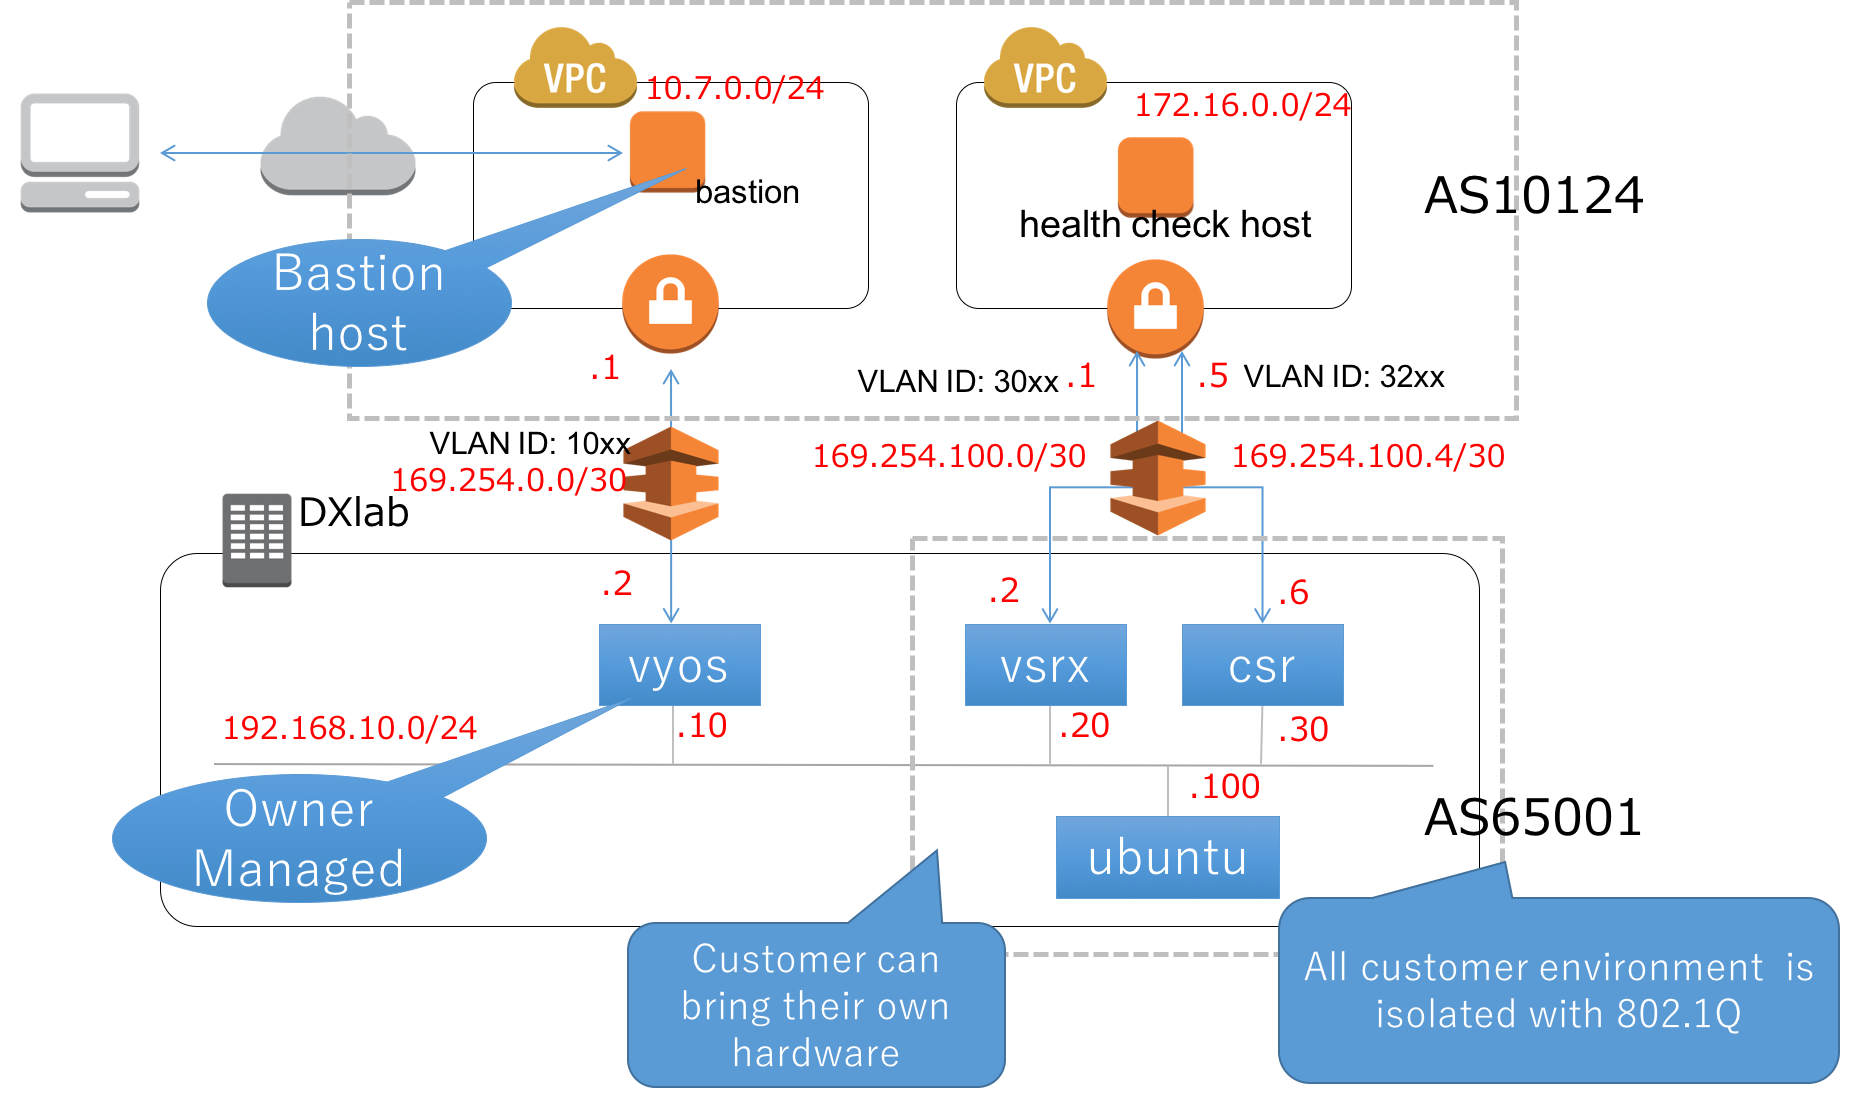 VPC
10.7.0.0/24
VPC
172.16.0.0/24
bastion
health check host
AS10124
Bastion
host
.1
VLAN ID: 30xx
.1
.5
VLAN ID: 32xx
VLAN ID: 10xx
169.254.0.0/30
169.254.100.0/30
169.254.100.4/30
DXlab
.2
.2
.6
vyos
vsrx
csr
192.168.10.0/24
.10
.20
.30
.100
Owner
Managed
AS65001
ubuntu
Customer can
bring their own
hardware
All customer environment  is
isolated with 802.1Q